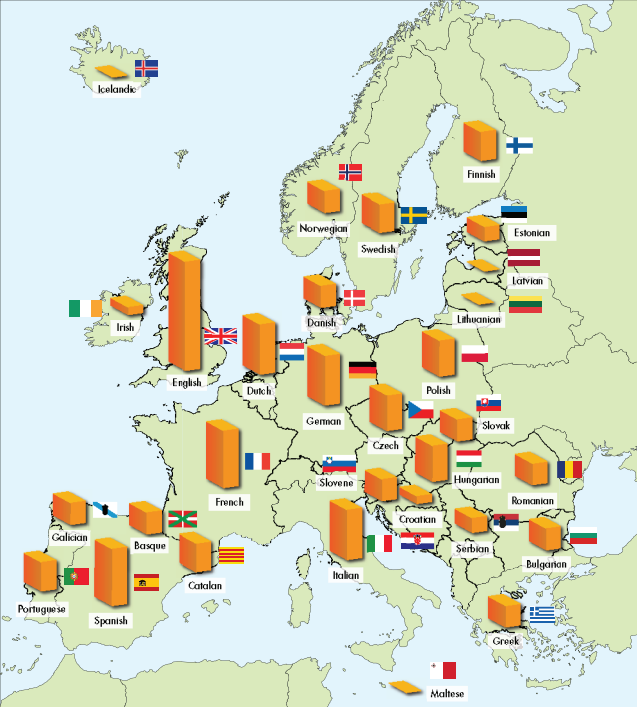 Icelandic
Finnish
Norwegian
Estonian
Swedish
Latvian
Lithuanian
Danish
Irish
English
Dutch
Polish
German
Slovak
Czech
Hungarian
Slovene
Romanian
French
Croatian
Galician
Basque
Serbian
Bulgarian
Italian
Catalan
Portuguese
Spanish
Greek
Maltese